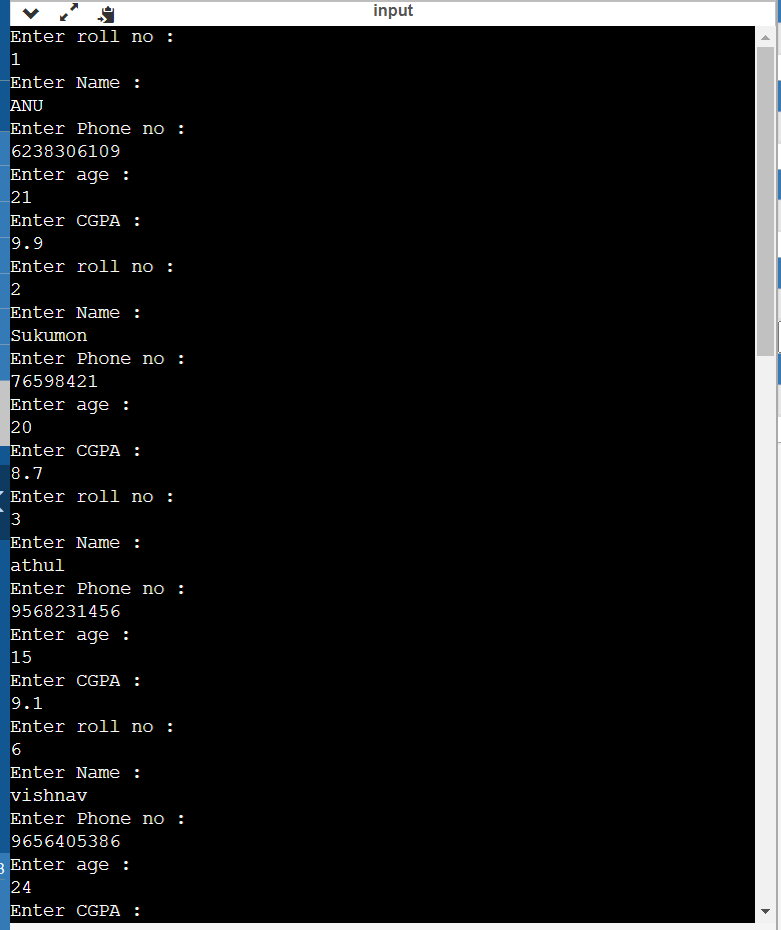 input
Enter roll no :
1
Enter Name :
ANU
Enter Phone no :
6238306109
Enter age :
21
Enter CGPA :
9.9
Enter roll no :
2
Enter Name :
Sukumon
Enter Phone no :
76598421
Enter age :
20
Enter CGPA :
8.7
Enter roll no :
3
Enter Name :
athul
Enter Phone no :
9568231456
Enter age :
15
Enter CGPA :
9.1
Enter roll no :
6
Enter Name :
vishnav
Enter Phone no :
9656405386
Enter age :
24
Enter CGPA :